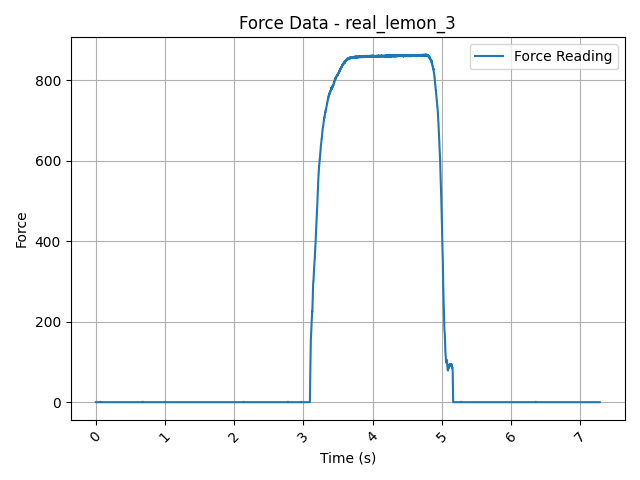 Force Data - real_lemon_3
Force Reading
Force
800
600
400
200
0
0 1 2 3 4 5 6 7
Time (s)